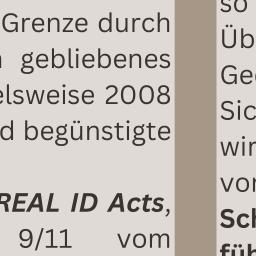 Grenze durch
gebliebenes
elsweise 2008
d begünstigte
REAL ID Acts,
9/11 vom
so
Üb
Ge
Sic
wir
vor
Sch
füh